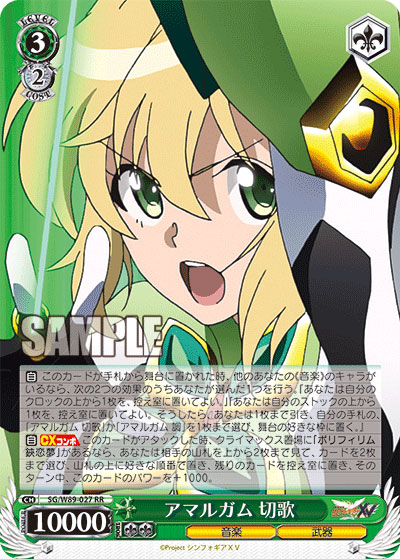 LEVEL
3
2
COST
SAMPLE
自 このカードが手札から舞台に置かれた時、他のあなたの《音楽》のキャラが
いるなら、次の2つの効果のうちあなたが選んだ1つを行う。『あなたは自分の
クロックの上から1枚を、控え室に置いてよい。』『あなたは自分のストックの上から
1枚を、控え室に置いてよい。そうしたら、あなたは1枚まで引き、自分の手札の
「アマルガム 切歌」か「アマルガム 調」を1枚まで選び、舞台の好きな枠に置く。』
自 CXコンボ このカードがアタックした時、クライマックス置場に「ポリフィリム
鋏恋夢」があるなら、あなたは相手の山札を上から2枚まで見て、カードを2枚
まで選び、山札の上に好きな順番で置き、残りのカードを控え室に置き、その
ターン中、このカードのパワーを+1000。
CH
SG/W89-027 RR
10000
アマルガム 切歌
音楽
武器
©Project シンフォギアＸＶ